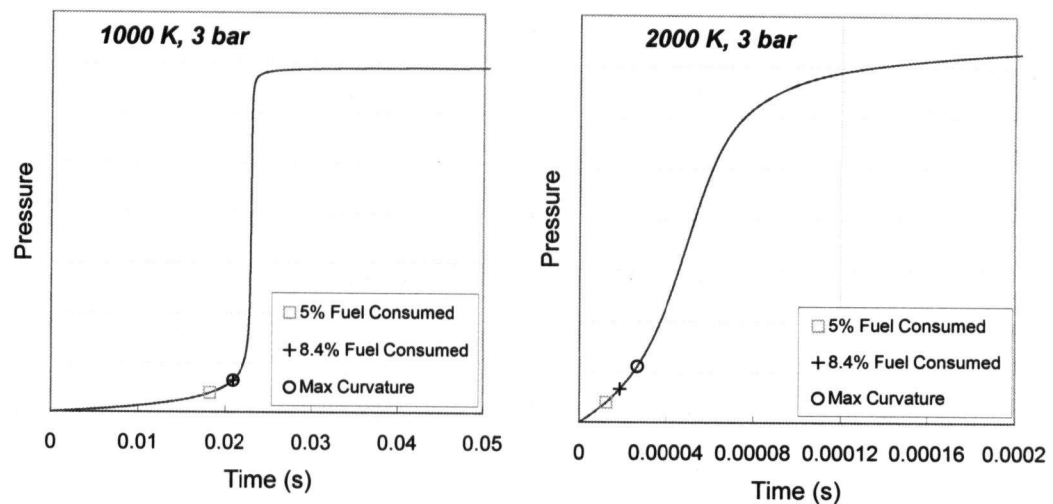 1000 K, 3 bar
Pressure
5% Fuel Consumed
8.4% Fuel Consumed
Max Curvature
0 0.01 0.02 0.03 0.04 0.05
Time (s)
2000 K, 3 bar
Pressure
5% Fuel Consumed
8.4% Fuel Consumed
Max Curvature
0 0.00004 0.00008 0.00012 0.00016 0.0002
Time (s)